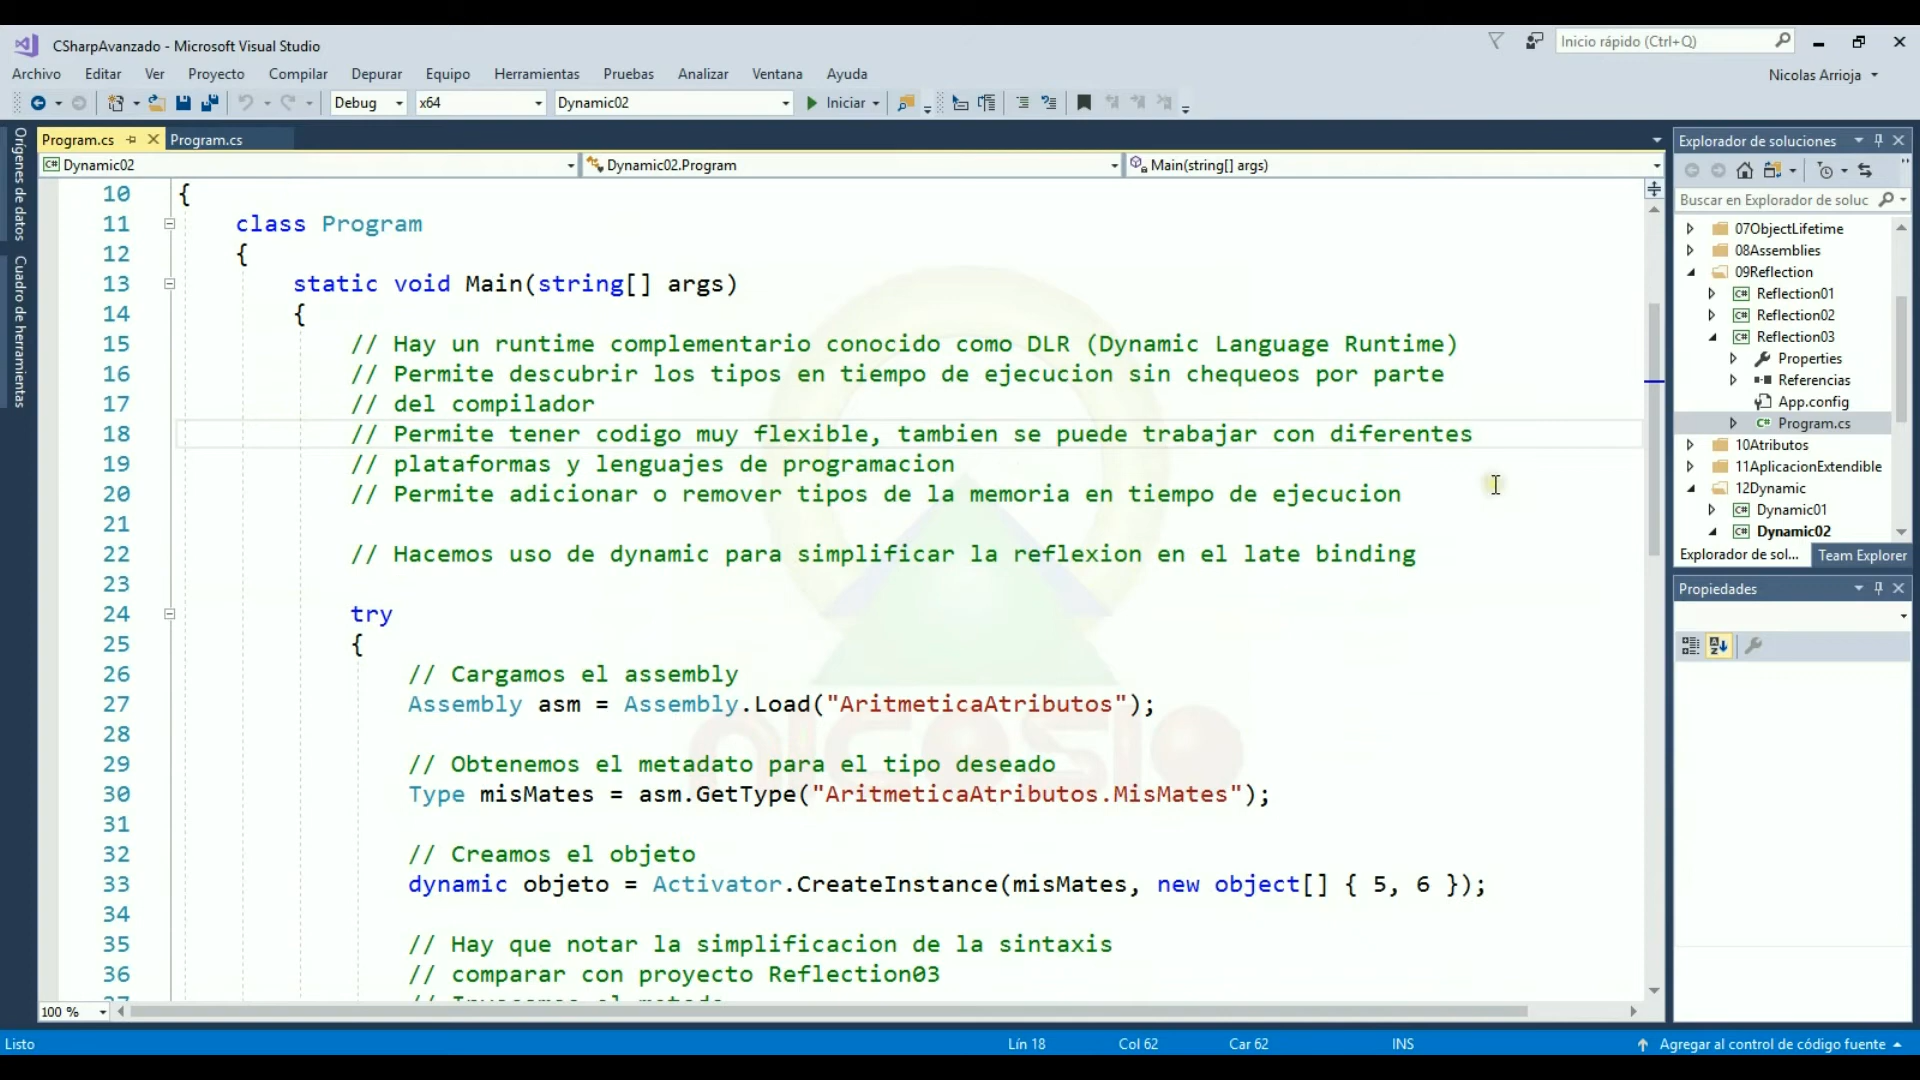 CSharpAvanzado - Microsoft Visual Studio
Inicio rápido (Ctrl+Q)
Archivo Editar Ver Proyecto Compilar Depurar Equipo Herramientas Pruebas Analizar Ventana Ayuda
Nicolas Arrioja
Debug x64 Dynamic02 Iniciar
Orígenes de datos
Cuadro de herramientas
Program.cs Program.cs
Dynamic02 Dynamic02.Program Main(string[] args)
10 {
11 class Program
12 {
13 static void Main(string[] args)
14 {
15 // Hay un runtime complementario conocido como DLR (Dynamic Language Runtime)
16 // Permite descubrir los tipos en tiempo de ejecucion sin chequeos por parte
17 // del compilador
18 // Permite tener codigo muy flexible, tambien se puede trabajar con diferentes
19 // plataformas y lenguajes de programacion
20 // Permite adicionar o remover tipos de la memoria en tiempo de ejecucion
21
22 // Hacemos uso de dynamic para simplificar la reflexion en el late binding
23
24 try
25 {
26 // Cargamos el assembly
27 Assembly asm = Assembly.Load("AritmeticaAtributos");
28
29 // Obtenemos el metadato para el tipo deseado
30 Type misMates = asm.GetType("AritmeticaAtributos.MisMates");
31
32 // Creamos el objeto
33 dynamic objeto = Activator.CreateInstance(misMates, new object[] { 5, 6 });
34
35 // Hay que notar la simplificacion de la sintaxis
36 // comparar con proyecto Reflection03
nicosio
100 %
Explorador de soluciones
Buscar en Explorador de soluc
07ObjectLifetime
08Assemblies
09Reflection
Reflection01
Reflection02
Reflection03
Properties
Referencias
App.config
Program.cs
10Atributos
11AplicacionExtendible
12Dynamic
Dynamic01
Dynamic02
Explorador de sol... Team Explorer
Propiedades
Listo Lín 18 Col 62 Car 62 INS Agregar al control de código fuente